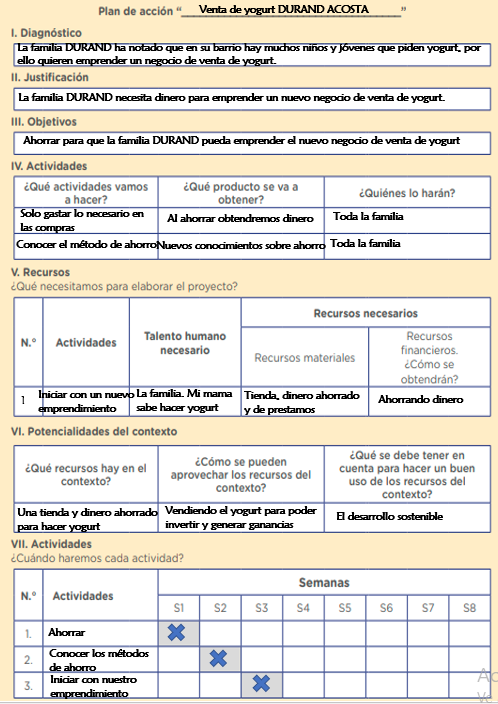 Plan de acción “ Venta de yogurt DURAND ACOSTA ”
I. Diagnóstico
La familia DURAND ha notado que en su barrio hay muchos niños y jóvenes que piden yogurt, por
ello quieren emprender un negocio de venta de yogurt.
II. Justificación
La familia DURAND necesita dinero para emprender un nuevo negocio de venta de yogurt.
III. Objetivos
Ahorrar para que la familia DURAND pueda emprender el nuevo negocio de venta de yogurt
IV. Actividades
¿Qué actividades vamos
a hacer?
¿Qué producto se va a
obtener?
¿Quiénes lo harán?
Solo gastar lo necesario en
las compras
Al ahorrar obtendremos dinero
Toda la familia
Conocer el método de ahorro
Nuevos conocimientos sobre ahorro
Toda la familia
V. Recursos
¿Qué necesitamos para elaborar el proyecto?
N.°
Actividades
Talento humano
necesario
Recursos necesarios
Recursos materiales
Recursos
financieros.
¿Cómo se
obtendrán?
1
Iniciar con un nuevo
emprendimiento
La familia. Mi mama
sabe hacer yogurt
Tienda, dinero ahorrado
y de prestamos
Ahorrando dinero
VI. Potencialidades del contexto
¿Qué recursos hay en el
contexto?
¿Cómo se pueden
aprovechar los recursos del
contexto?
¿Qué se debe tener en
cuenta para hacer un buen
uso de los recursos del
contexto?
Una tienda y dinero ahorrado
para hacer yogurt
Vendiendo el yogurt para poder
invertir y generar ganancias
El desarrollo sostenible
VII. Actividades
¿Cuándo haremos cada actividad?
N.°
Actividades
Semanas
S1 S2 S3 S4 S5 S6 S7 S8
1. Ahorrar
2. Conocer los métodos
de ahorro
3. Iniciar con nuestro
emprendimiento